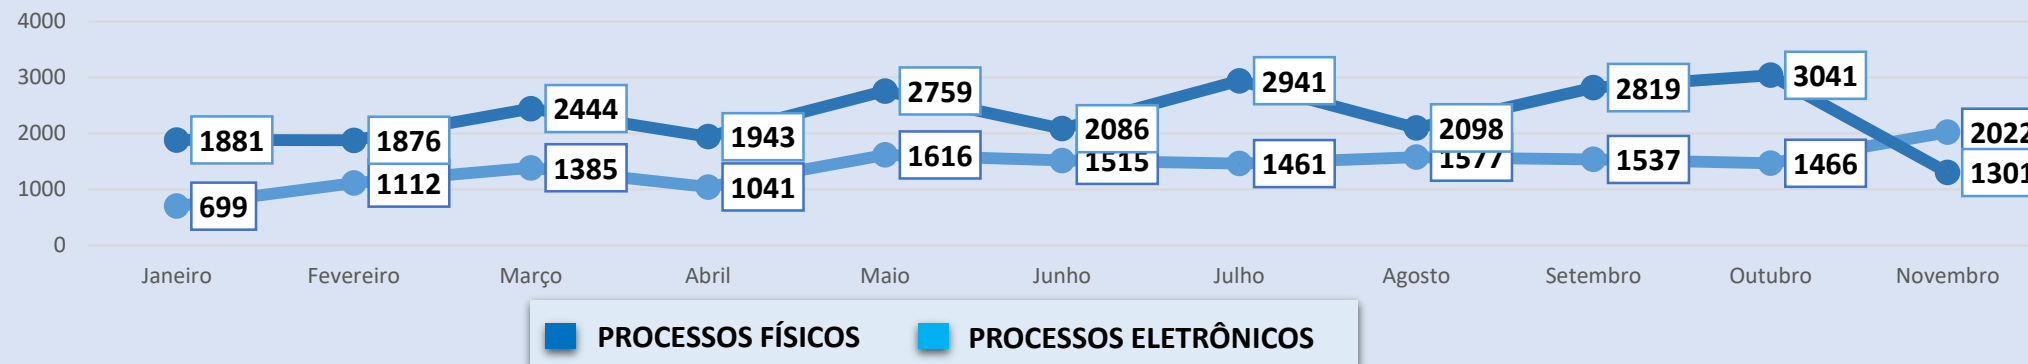 4000
3000
2000
1000
0
1881 1876 2444 1943 2759 2086 2941 2098 2819 3041 1301
699 1112 1385 1041 1616 1515 1461 1577 1537 1466 2022
Janeiro Fevereiro Março Abril Maio Junho Julho Agosto Setembro Outubro Novembro
PROCESSOS FÍSICOS PROCESSOS ELETRÔNICOS